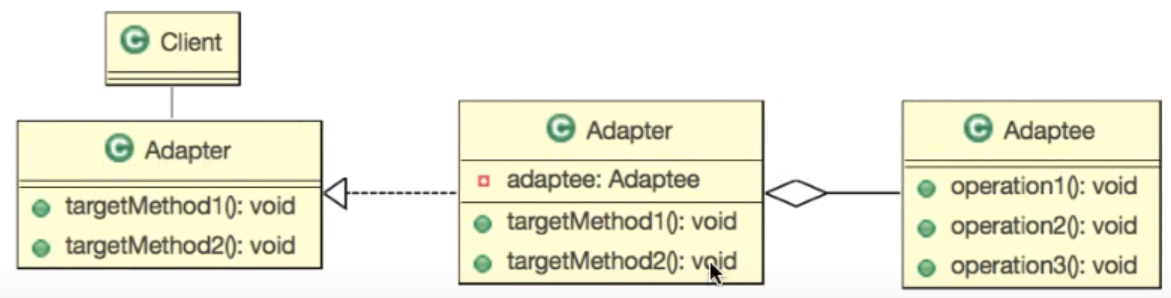 C Client
C Adapter
targetMethod1(): void
targetMethod2(): void
C Adapter
adaptee: Adaptee
targetMethod1(): void
targetMethod2(): void
C Adaptee
operation1(): void
operation2(): void
operation3(): void